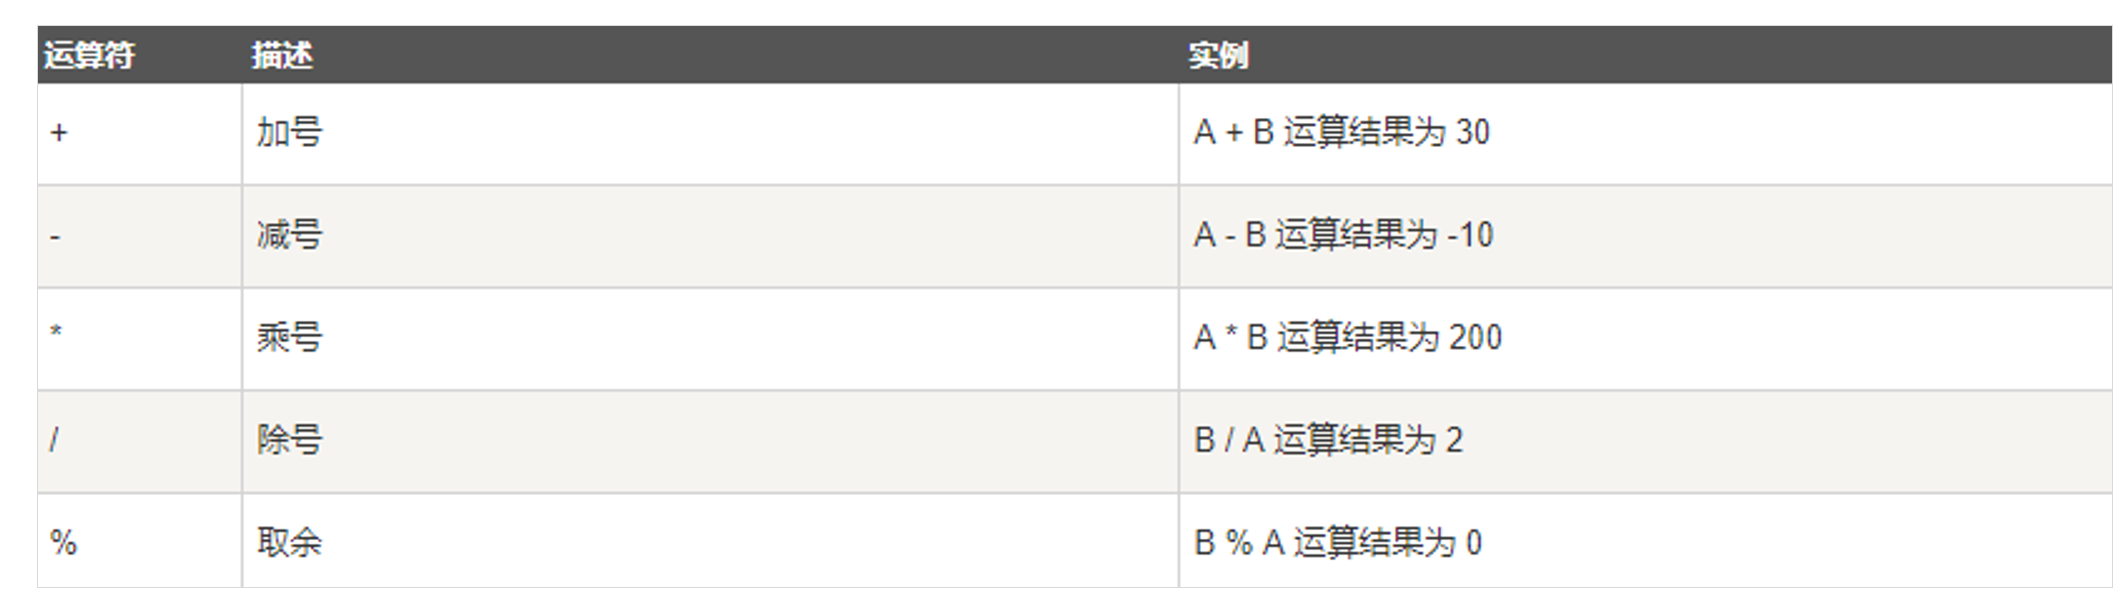 运算符 描述 实例
+ 加号 A + B 运算结果为 30
- 减号 A - B 运算结果为 -10
* 乘号 A * B 运算结果为 200
/ 除号 B / A 运算结果为 2
% 取余 B % A 运算结果为 0